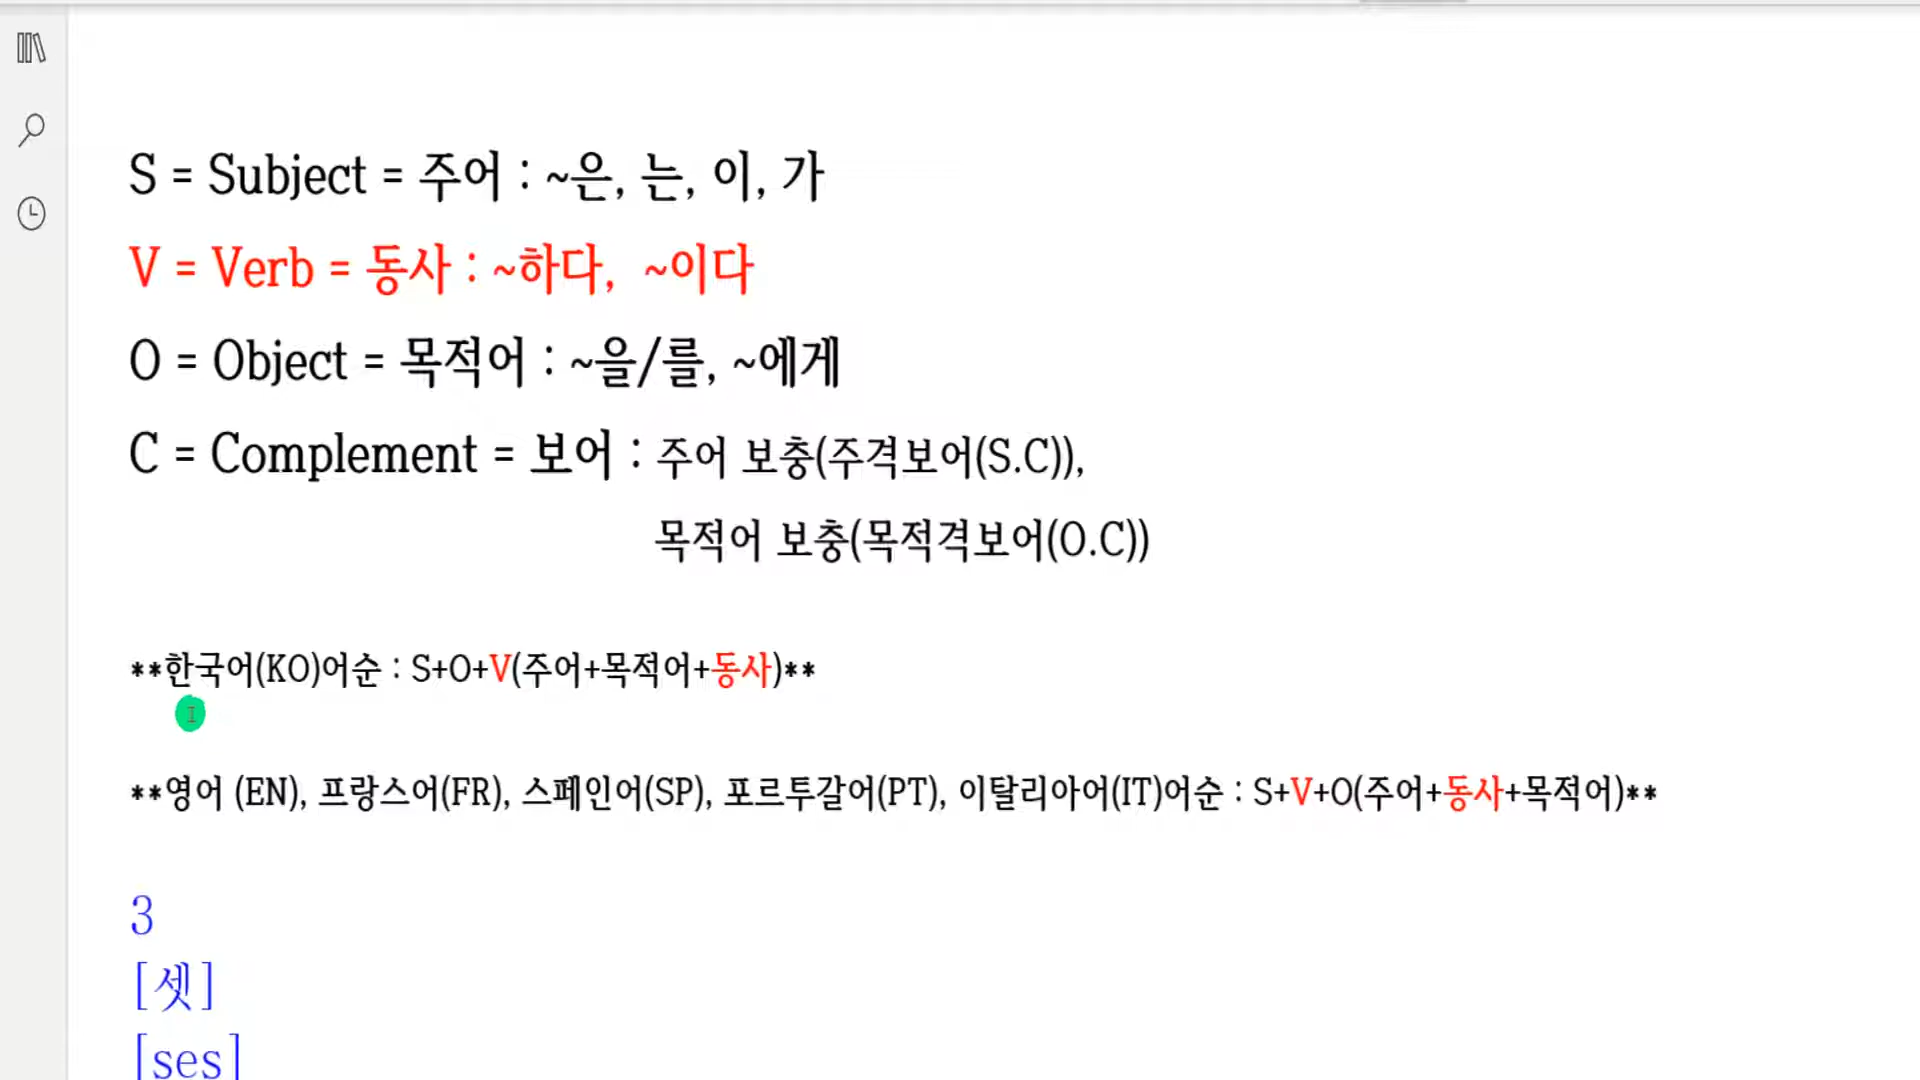 S = Subject = 주어 : ~은, 는, 이, 가
V = Verb = 동사 : ~하다, ~이다
O = Object = 목적어 : ~을/를, ~에게
C = Complement = 보어 : 주어 보충(주격보어(S.C)),
목적어 보충(목적격보어(O.C))
**한국어(KO)어순 : S+O+V(주어+목적어+동사)**
**영어 (EN), 프랑스어(FR), 스페인어(SP), 포르투갈어(PT), 이탈리아어(IT)어순 : S+V+O(주어+동사+목적어)**
3
[셋]
[ses]